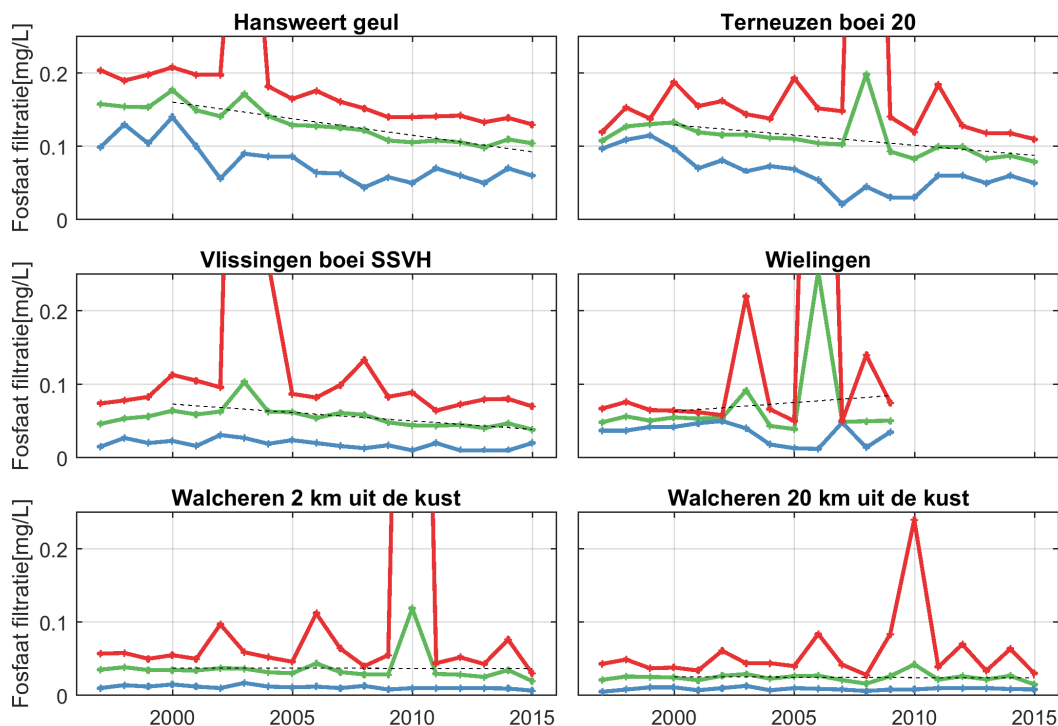 Hansweert geul
Terneuzen boei 20
Fosfaat filtratie[mg/L]
0.2
0.1
0
Vlissingen boei SSVH
Wielingen
Fosfaat filtratie[mg/L]
0.2
0.1
0
Walcheren 2 km uit de kust
Walcheren 20 km uit de kust
Fosfaat filtratie[mg/L]
0.2
0.1
0
2000 2005 2010 2015
2000 2005 2010 2015